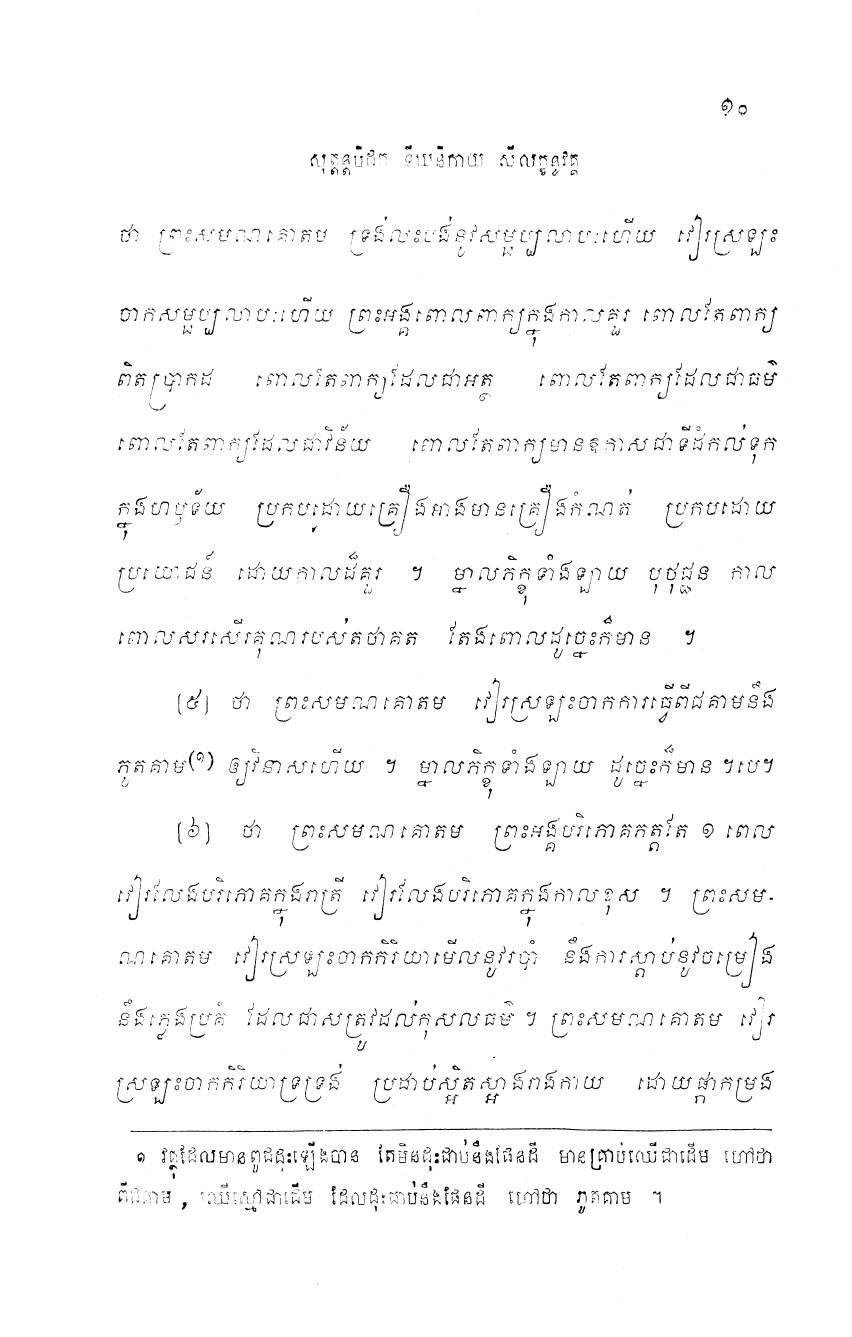 ១០
សុត្តន្តបិដក ទីឃនិកាយ សីលក្ខន្ធវគ្គ
ថា ព្រះសមណគោតម ទ្រង់លះបង់នូវសម្ផប្បលាបៈហើយ វៀរស្រឡះ
ចាកសម្ផប្បលាបៈហើយ ព្រះអង្គពោលពាក្យក្នុងកាលគួរ ពោលតែពាក្យ
ពិតប្រាកដ ពោលតែពាក្យដែលជាអត្ថ ពោលតែពាក្យដែលជាធម៌
ពោលតែពាក្យដែលជាវិន័យ ពោលតែពាក្យមានឱកាសជាទីដំកល់ទុក
ក្នុងហឫទ័យ ប្រកបដោយគ្រឿងអាងមានគ្រឿងកំណត់ ប្រកបដោយ
ប្រយោជន៍ ដោយកាលដ៏គួរ ។ ម្នាលភិក្ខុទាំងឡាយ បុថុជ្ជន កាល
ពោលសរសើរគុណរបស់តថាគត តែងពោលដូច្នេះក៏មាន ។
[៥] ថា ព្រះសមណគោតម វៀរស្រឡះចាកការធ្វើពីជគាមនឹង
ភូតគាម(១) ឲ្យវិនាសហើយ ។ ម្នាលភិក្ខុទាំងឡាយ ដូច្នេះក៏មាន ។បេ។
[៦] ថា ព្រះសមណគោតម ព្រះអង្គបរិភោគកត្តតែ ១ ពេល
វៀរលែងបរិភោគក្នុងរាត្រី វៀរលែងបរិភោគក្នុងកាលខុស ។ ព្រះសម-
ណគោតម វៀរស្រឡះចាកកិរិយាមើលនូវរបាំ នឹងការស្តាប់នូវចម្រៀង
នឹងភ្លេងប្រគំ ដែលជាសត្រូវដល់កុសលធម៌ ។ ព្រះសមណគោតម វៀរ
ស្រឡះចាកកិរិយាទ្រទ្រង់ ប្រដាប់ស្អិតស្អាងរាងកាយ ដោយផ្កាកម្រង
១ វត្ថុដែលមានពូជដុះឡើងបាន តែមិនដុះជាប់នឹងផែនដី មានគ្រាប់ឈើជាដើម ហៅថា
ពីជគាម , ឈើស្មៅជាដើម ដែលដុះជាប់នឹងផែនដី ហៅថា ភូតគាម ។